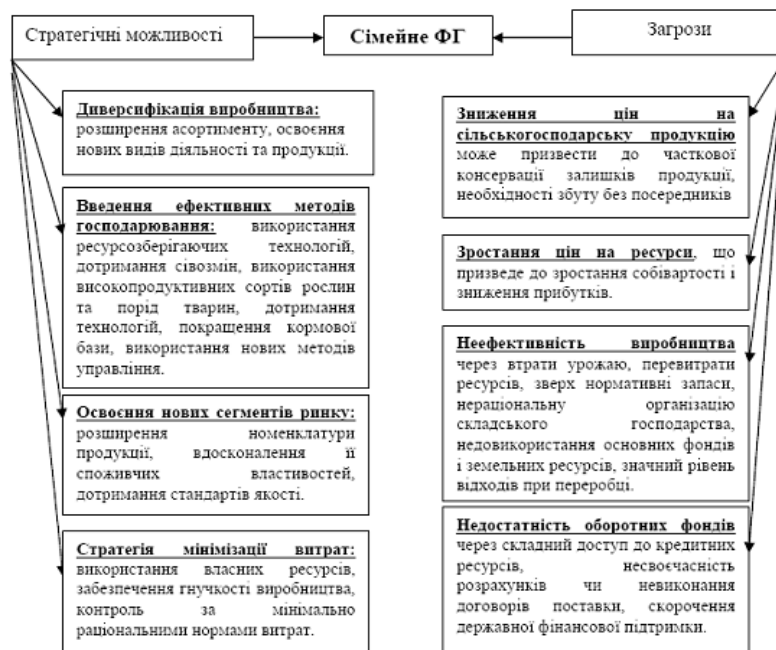 Стратегічні можливості
Сімейне ФГ
Загрози
Диверсифікація виробництва:
розширення асортименту, освоєння
нових видів діяльності та продукції.
Введення ефективних методів
господарювання: використання
ресурсозберігаючих технологій,
дотримання сівозмін, використання
високопродуктивних сортів рослин
та порід тварин, дотримання
технологій, покращення кормової
бази, використання нових методів
управління.
Освоєння нових сегментів ринку:
розширення номенклатури
продукції, вдосконалення її
споживчих властивостей,
дотримання стандартів якості.
Стратегія мінімізації витрат:
використання власних ресурсів,
забезпечення гнучкості виробництва,
контроль за мінімально
раціональними нормами витрат.
Зниження цін на
сільськогосподарську продукцію
може призвести до часткової
консервації залишків продукції,
необхідності збуту без посередників
Зростання цін на ресурси, що
призведе до зростання собівартості і
зниження прибутків.
Неефективність виробництва
через втрати урожаю, перевитрати
ресурсів, зверх нормативні запаси,
нераціональну організацію
складського господарства,
недовикористання основних фондів
і земельних ресурсів, значний рівень
відходів при переробці.
Недостатність оборотних фондів
через складний доступ до кредитних
ресурсів, несвоєчасність
розрахунків чи невиконання
договорів поставки, скорочення
державної фінансової підтримки.